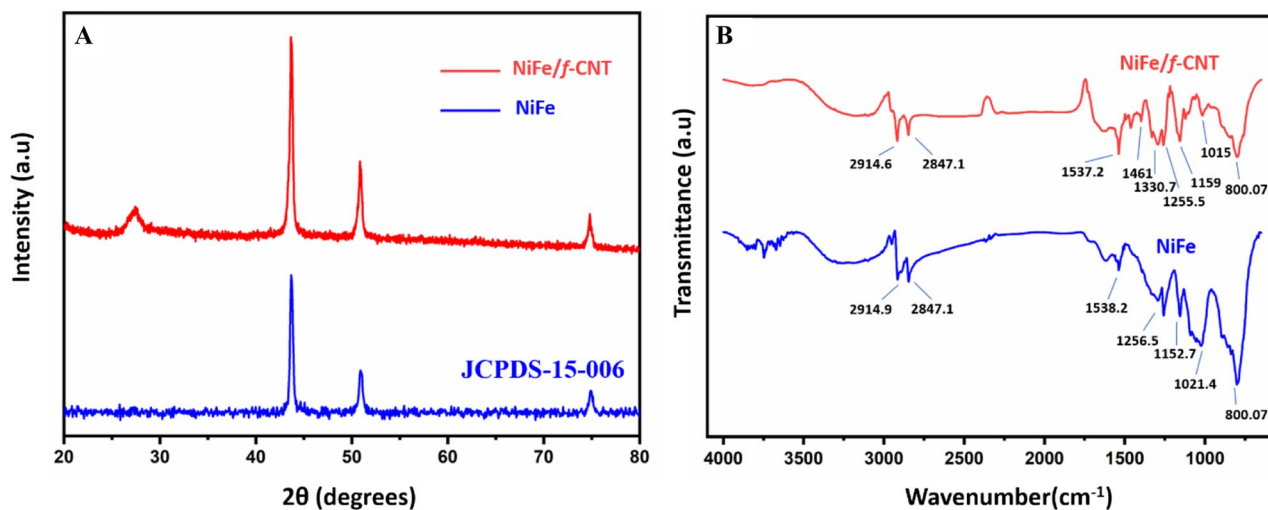 A
NiFe/f-CNT
NiFe
JCPDS-15-006
Intensity (a.u)
20 30 40 50 60 70 80
2θ (degrees)
B
NiFe/f-CNT
2914.6
2847.1
1537.2
1461
1330.7
1255.5
1159
1015
800.07
NiFe
2914.9
2847.1
1538.2
1256.5
1152.7
1021.4
800.07
Transmittance (a.u)
4000 3500 3000 2500 2000 1500 1000
Wavenumber(cm⁻¹)